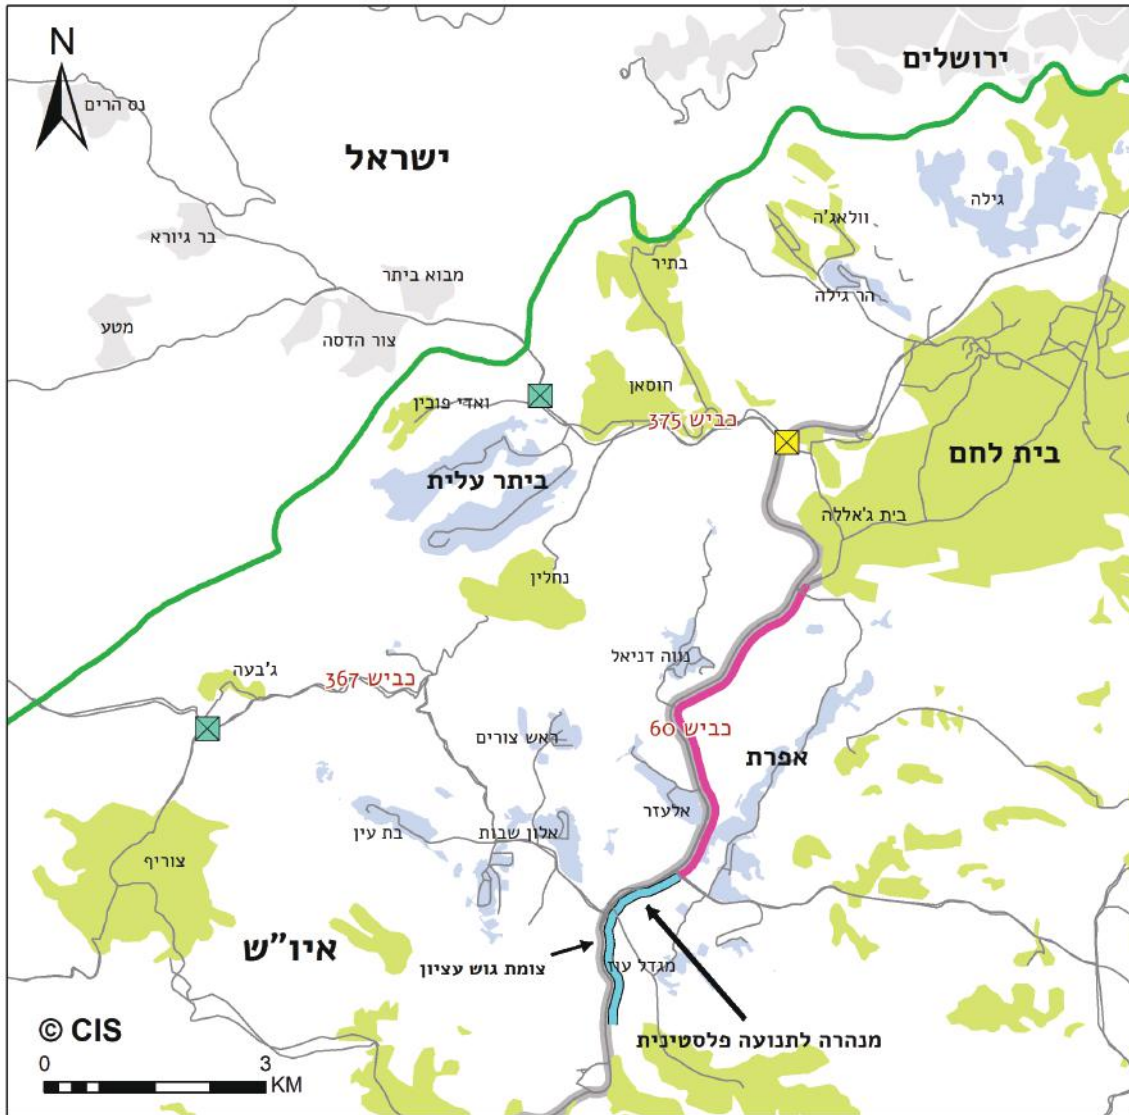 ירושלים
N
נס הרים
ישראל
גילה
וולאג'ה
בר גיורא
בתיר
מבוא ביתר
הר גילה
מטע
צור הדסה
חוסאן
ואדי פוכין
כביש 375
בית לחם
ביתר עלית
בית ג'אללה
נחלין
נווה דניאל
ג'בעה
כביש 367
כביש 60
ראש צורים
אפרת
אלעזר
אלון שבות
בת עין
צוריף
איו"ש
צומת גוש עציון
מגדל עוז
מנהרה לתנועה פלסטינית
© CIS
0 3
KM